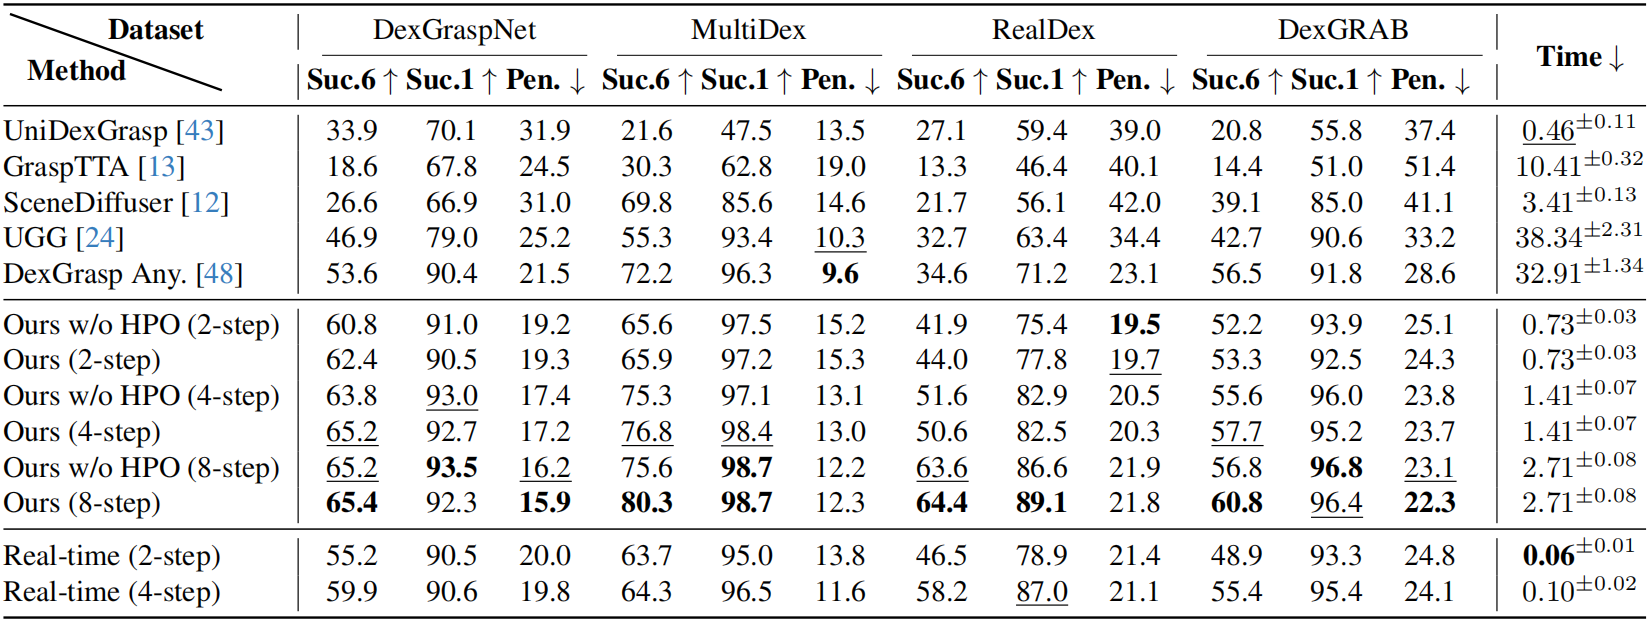 Dataset DexGraspNet MultiDex RealDex DexGRAB Time ↓
Method Suc.6 ↑ Suc.1 ↑ Pen. ↓ Suc.6 ↑ Suc.1 ↑ Pen. ↓ Suc.6 ↑ Suc.1 ↑ Pen. ↓ Suc.6 ↑ Suc.1 ↑ Pen. ↓
UniDexGrasp [43] 33.9 70.1 31.9 21.6 47.5 13.5 27.1 59.4 39.0 20.8 55.8 37.4 0.46±0.11
GraspTTA [13] 18.6 67.8 24.5 30.3 62.8 19.0 13.3 46.4 40.1 14.4 51.0 51.4 10.41±0.32
SceneDiffuser [12] 26.6 66.9 31.0 69.8 85.6 14.6 21.7 56.1 42.0 39.1 85.0 41.1 3.41±0.13
UGG [24] 46.9 79.0 25.2 55.3 93.4 10.3 32.7 63.4 34.4 42.7 90.6 33.2 38.34±2.31
DexGrasp Any. [48] 53.6 90.4 21.5 72.2 96.3 9.6 34.6 71.2 23.1 56.5 91.8 28.6 32.91±1.34
Ours w/o HPO (2-step) 60.8 91.0 19.2 65.6 97.5 15.2 41.9 75.4 19.5 52.2 93.9 25.1 0.73±0.03
Ours (2-step) 62.4 90.5 19.3 65.9 97.2 15.3 44.0 77.8 19.7 53.3 92.5 24.3 0.73±0.03
Ours w/o HPO (4-step) 63.8 93.0 17.4 75.3 97.1 13.1 51.6 82.9 20.5 55.6 96.0 23.8 1.41±0.07
Ours (4-step) 65.2 92.7 17.2 76.8 98.4 13.0 50.6 82.5 20.3 57.7 95.2 23.7 1.41±0.07
Ours w/o HPO (8-step) 65.2 93.5 16.2 75.6 98.7 12.2 63.6 86.6 21.9 56.8 96.8 23.1 2.71±0.08
Ours (8-step) 65.4 92.3 15.9 80.3 98.7 12.3 64.4 89.1 21.8 60.8 96.4 22.3 2.71±0.08
Real-time (2-step) 55.2 90.5 20.0 63.7 95.0 13.8 46.5 78.9 21.4 48.9 93.3 24.8 0.06±0.01
Real-time (4-step) 59.9 90.6 19.8 64.3 96.5 11.6 58.2 87.0 21.1 55.4 95.4 24.1 0.10±0.02